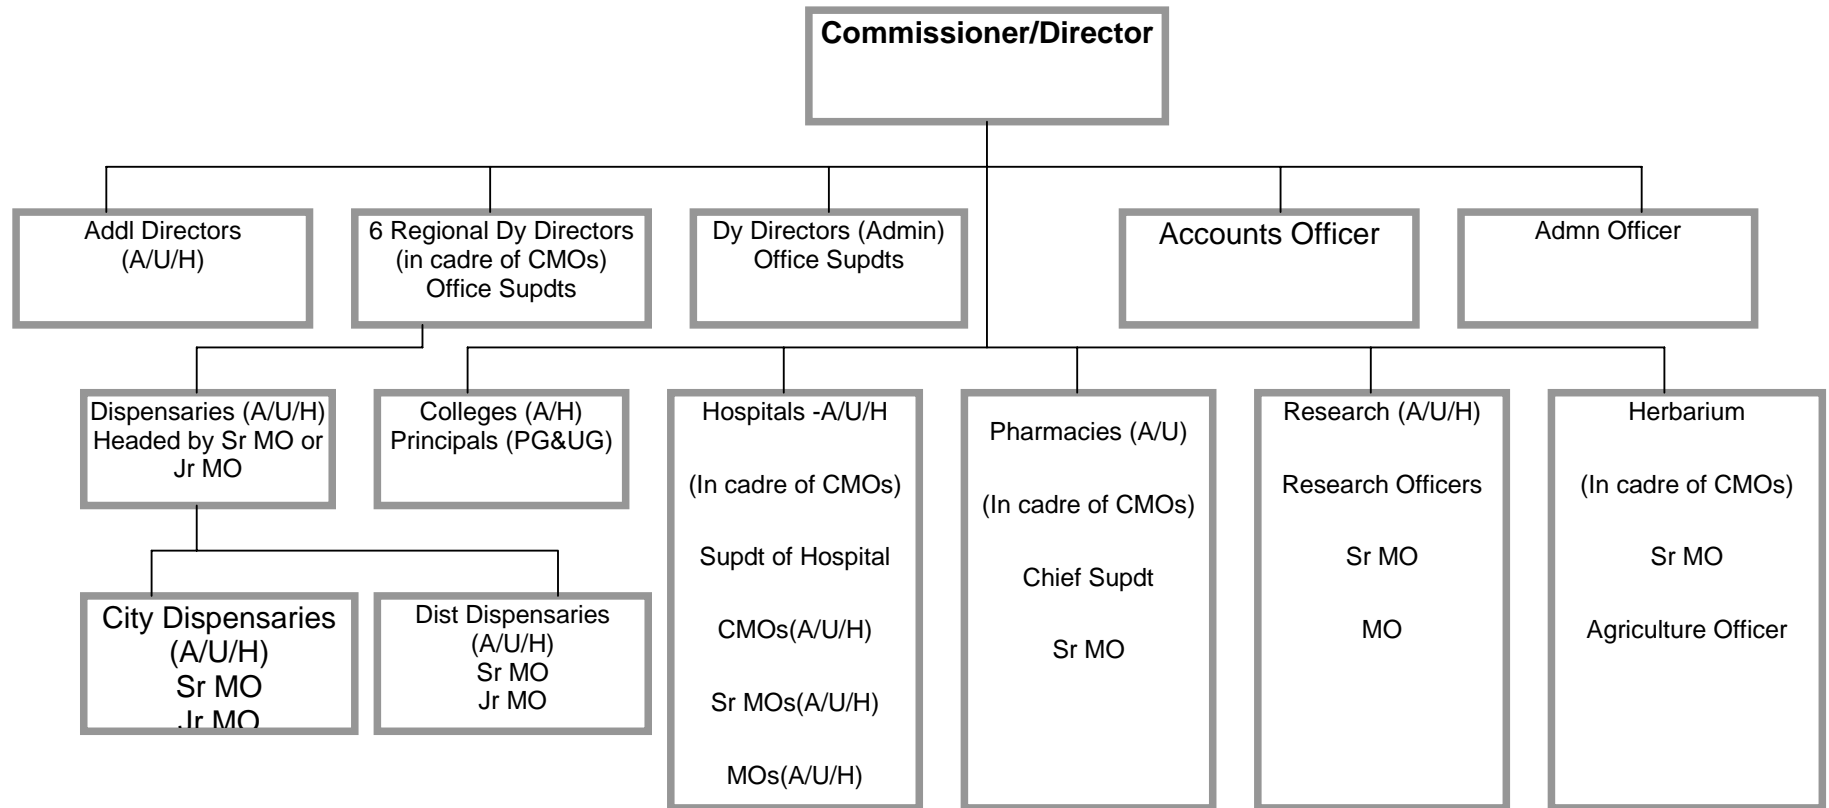 Commissioner/Director
Addl Directors
(A/U/H)
6 Regional Dy Directors
(in cadre of CMOs)
Office Supdts
Dy Directors (Admin)
Office Supdts
Accounts Officer
Admn Officer
Dispensaries (A/U/H)
Headed by Sr MO or
Jr MO
Colleges (A/H)
Principals (PG&UG)
Hospitals -A/U/H
(In cadre of CMOs)
Supdt of Hospital
CMOs(A/U/H)
Sr MOs(A/U/H)
MOs(A/U/H)
Pharmacies (A/U)
(In cadre of CMOs)
Chief Supdt
Sr MO
Research (A/U/H)
Research Officers
Sr MO
MO
Herbarium
(In cadre of CMOs)
Sr MO
Agriculture Officer
City Dispensaries
(A/U/H)
Sr MO
Jr MO
Dist Dispensaries
(A/U/H)
Sr MO
Jr MO